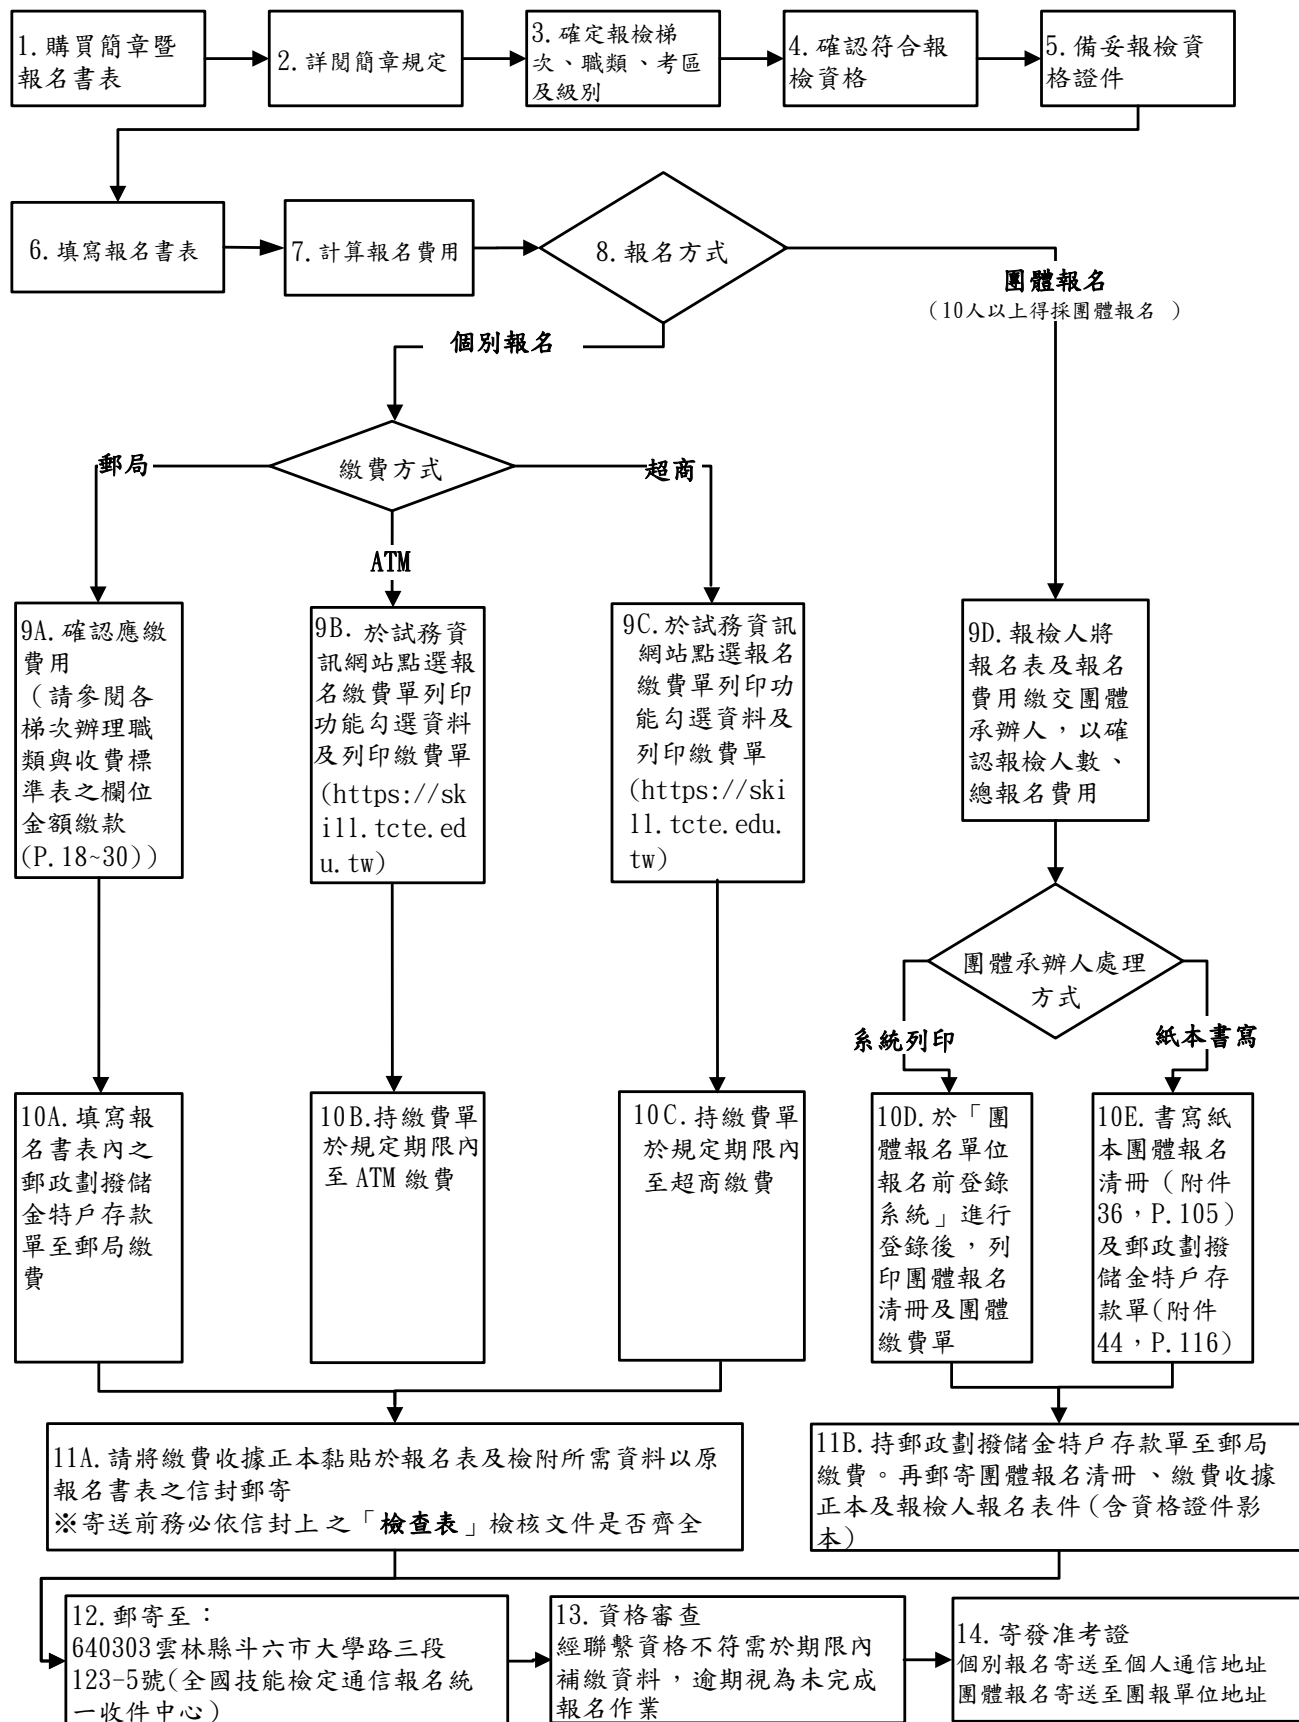 1.購買簡章暨
報名書表
2.詳閱簡章規定
3.確定報檢梯
次、職類、考區
及級別
4.確認符合報
檢資格
5.備妥報檢資
格證件
6.填寫報名書表
7.計算報名費用
8.報名方式
團體報名
（10人以上得採團體報名 ）
個別報名
繳費方式
郵局
超商
ATM
9A.確認應繳
費用
（請參閱各
梯次辦理職
類與收費標
準表之欄位
金額繳款
(P.18~30))
9B. 於試務資
訊網站點選報
名繳費單列印
功能勾選資料
及列印繳費單
(https://sk
ill.tcte.ed
u.tw)
9C.於試務資訊
網站點選報名
繳費單列印功
能勾選資料及
列印繳費單
(https://ski
ll.tcte.edu.
tw)
9D.報檢人將
報名表及報名
費用繳交團體
承辦人，以確
認報檢人數、
總報名費用
團體承辦人處理
方式
系統列印
紙本書寫
10A.填寫報
名書表內之
郵政劃撥儲
金特戶存款
單至郵局繳
費
10B.持繳費單
於規定期限內
至 ATM 繳費
10C.持繳費單
於規定期限內
至超商繳費
10D.於「團
體報名單位
報名前登錄
系統」進行
登錄後，列
印團體報名
清冊及團體
繳費單
10E.書寫紙
本團體報名
清冊（附件
36，P.105)
及郵政劃撥
儲金特戶存
款單(附件
44，P.116)
11A.請將繳費收據正本黏貼於報名表及檢附所需資料以原
報名書表之信封郵寄
※寄送前務必依信封上之「檢查表」檢核文件是否齊全
11B.持郵政劃撥儲金特戶存款單至郵局
繳費。再郵寄團體報名清冊、繳費收據
正本及報檢人報名表件(含資格證件影
本)
12.郵寄至：
640303雲林縣斗六市大學路三段
123-5號(全國技能檢定通信報名統
一收件中心)
13.資格審查
經聯繫資格不符需於期限內
補繳資料，逾期視為未完成
報名作業
14.寄發准考證
個別報名寄送至個人通信地址
團體報名寄送至團報單位地址